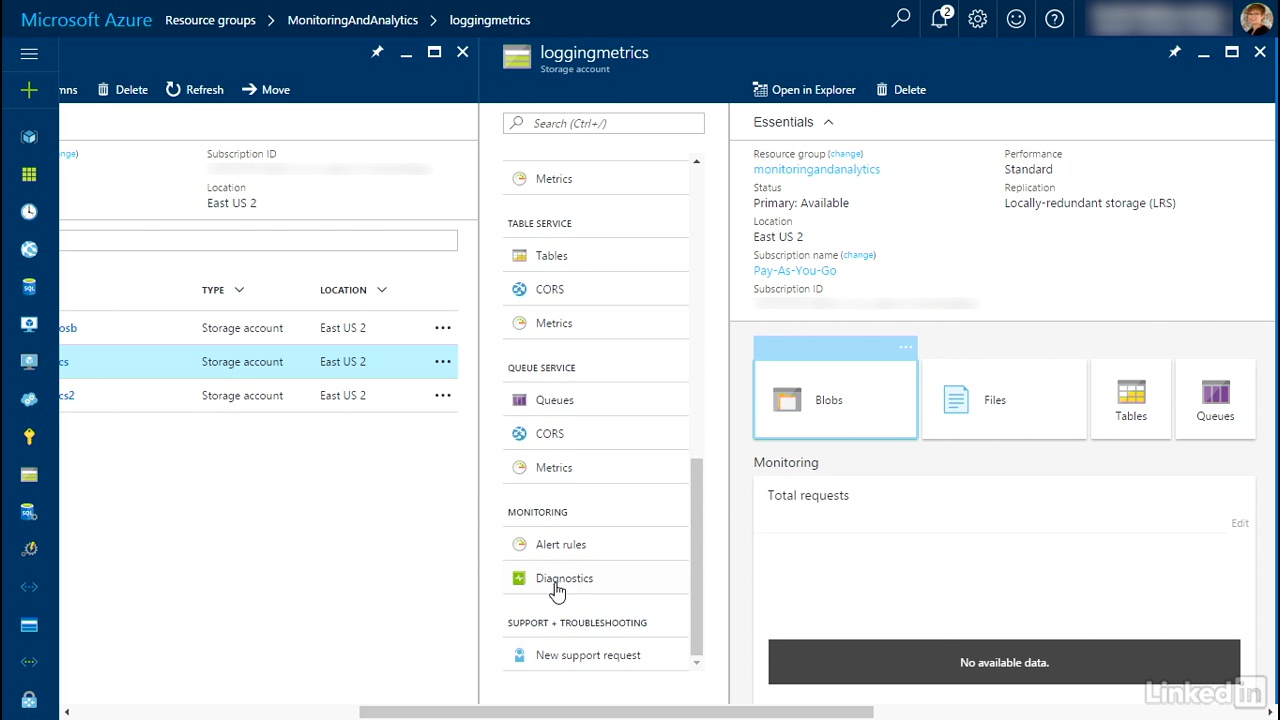 Microsoft Azure Resource groups > MonitoringAndAnalytics > loggingmetrics
2
mns Delete Refresh Move
nge)
Subscription ID
Location
East US 2
TYPE LOCATION
osb Storage account East US 2 •••
cs Storage account East US 2 •••
cs2 Storage account East US 2 •••
loggingmetrics
Storage account
Search (Ctrl+/)
Metrics
TABLE SERVICE
Tables
CORS
Metrics
QUEUE SERVICE
Queues
CORS
Metrics
MONITORING
Alert rules
Diagnostics
SUPPORT + TROUBLESHOOTING
New support request
Open in Explorer Delete
Essentials
Resource group (change)
monitoringandanalytics
Status
Primary: Available
Location
East US 2
Subscription name (change)
Pay-As-You-Go
Subscription ID
Performance
Standard
Replication
Locally-redundant storage (LRS)
Blobs
Files
Tables
Queues
Monitoring
Total requests
Edit
No available data.
Linked in